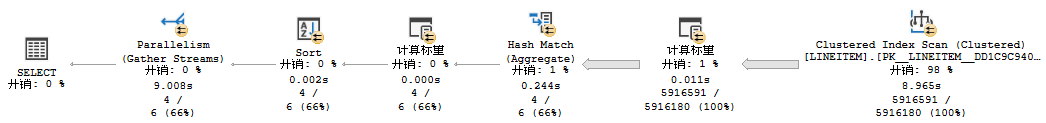 SELECT
开销: 0 %
Parallelism
(Gather Streams)
开销: 0 %
9.008s
4 /
6 (66%)
Sort
开销: 0 %
0.002s
4 /
6 (66%)
计算标量
开销: 0 %
0.000s
4 /
6 (66%)
Hash Match
(Aggregate)
开销: 1 %
0.244s
4 /
6 (66%)
计算标量
开销: 1 %
0.011s
5916591 /
5916180 (100%)
Clustered Index Scan (Clustered)
[LINEITEM].[PK__LINEITEM__DD1C9C940…
开销: 98 %
8.965s
5916591 /
5916180 (100%)